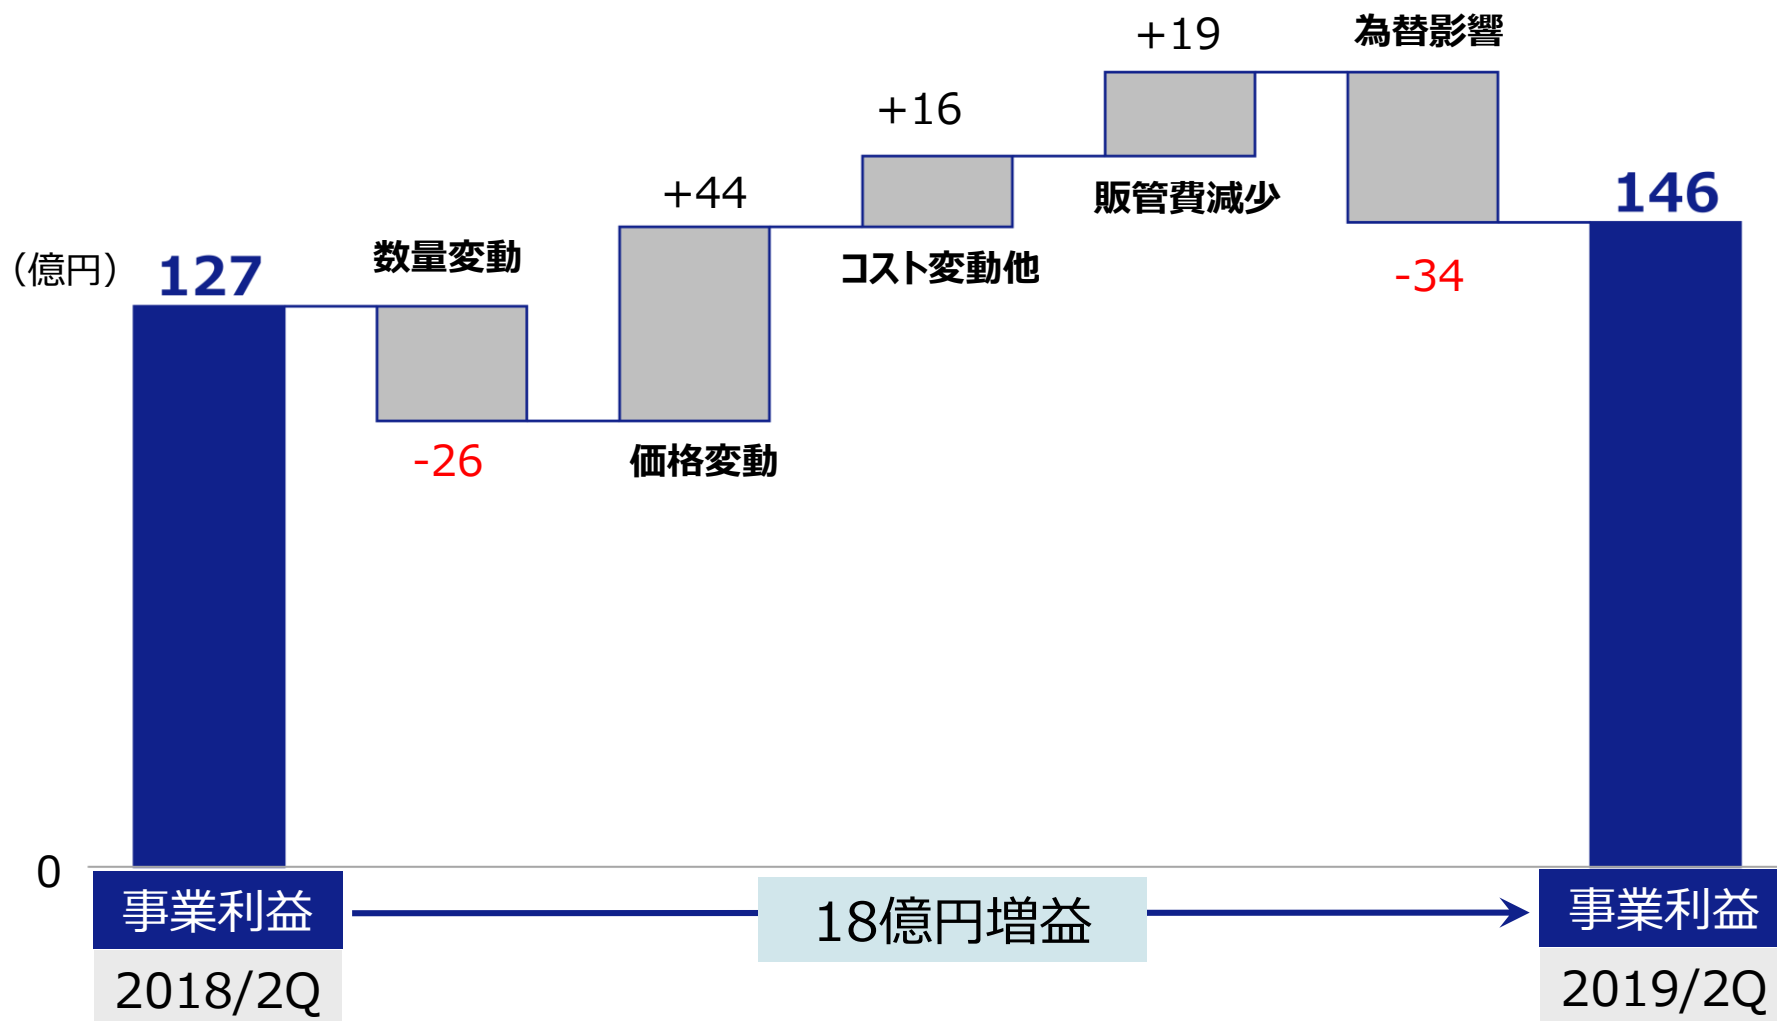 (億円)
127
数量変動
-26
+44
価格変動
+16
コスト変動他
+19
販管費減少
為替影響
-34
146
0
事業利益
2018/2Q
18億円増益
事業利益
2019/2Q